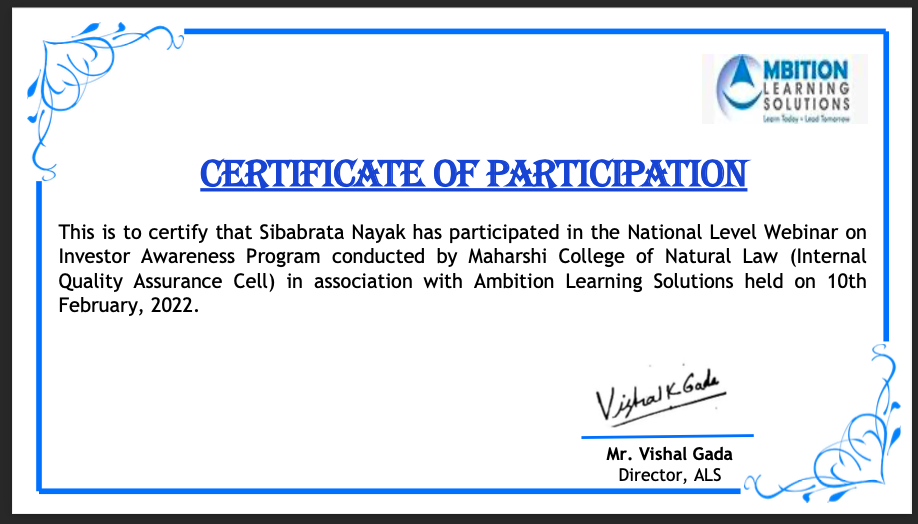 AMBITION
LEARNING
SOLUTIONS
Learn Today - Lead Tomorrow
CERTIFICATE OF PARTICIPATION
This is to certify that Sibabrata Nayak has participated in the National Level Webinar on
Investor Awareness Program conducted by Maharshi College of Natural Law (Internal
Quality Assurance Cell) in association with Ambition Learning Solutions held on 10th
February, 2022.
Vishal K Gada
Mr. Vishal Gada
Director, ALS